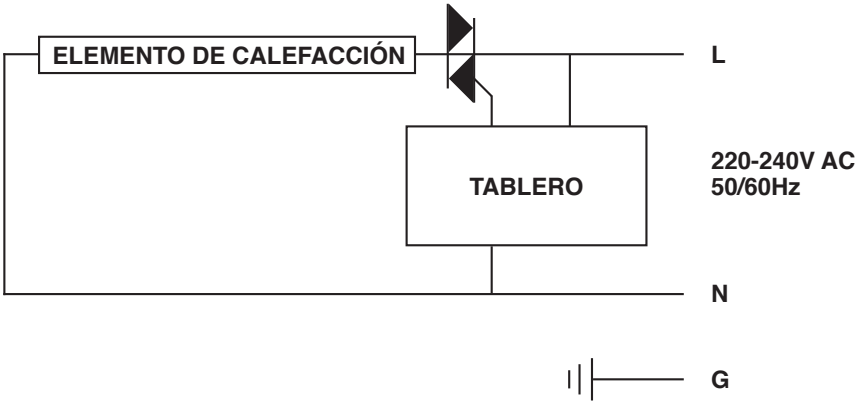 ELEMENTO DE CALEFACCIÓN
L
TABLERO
220-240V AC
50/60Hz
N
G